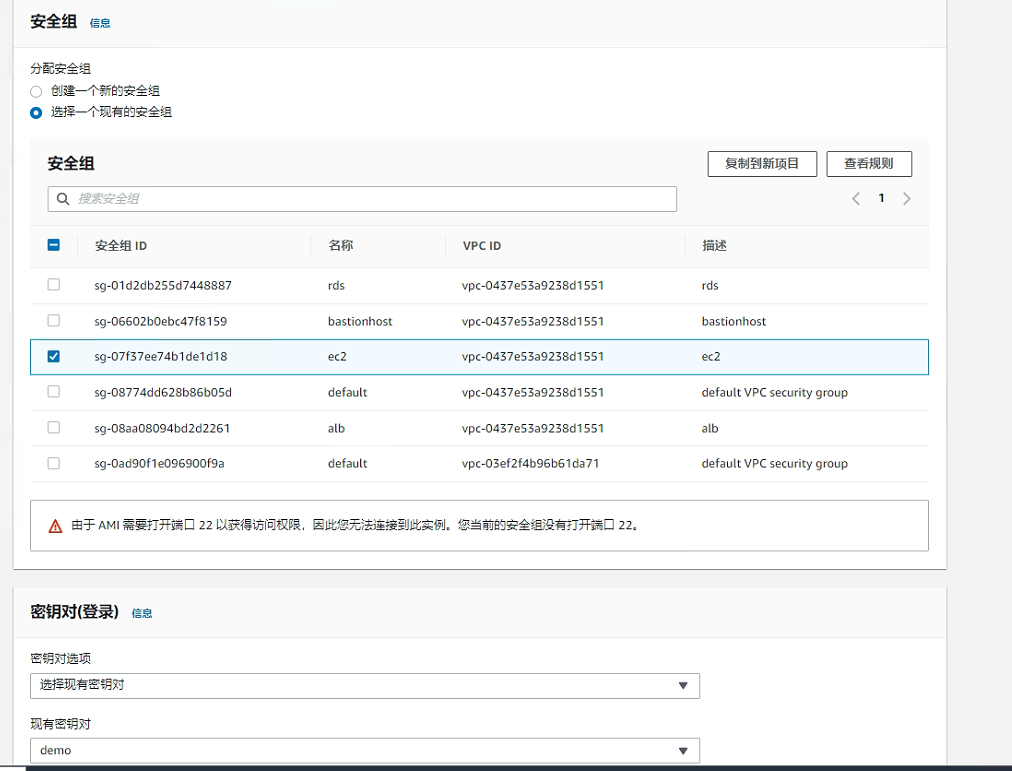 安全组 信息
分配安全组
创建一个新的安全组
选择一个现有的安全组
安全组 复制到新项目 查看规则
搜索安全组 1
安全组 ID 名称 VPC ID 描述
sg-01d2db255d7448887 rds vpc-0437e53a9238d1551 rds
sg-06602b0ebc47f8159 bastionhost vpc-0437e53a9238d1551 bastionhost
sg-07f37ee74b1de1d18 ec2 vpc-0437e53a9238d1551 ec2
sg-08774dd628b86b05d default vpc-0437e53a9238d1551 default VPC security group
sg-08aa08094bd2d2261 alb vpc-0437e53a9238d1551 alb
sg-0ad90f1e096900f9a default vpc-03ef2f4b96b61da71 default VPC security group
由于 AMI 需要打开端口 22 以获得访问权限，因此您无法连接到此实例。您当前的安全组没有打开端口 22。
密钥对(登录) 信息
密钥对选项
选择现有密钥对
现有密钥对
demo